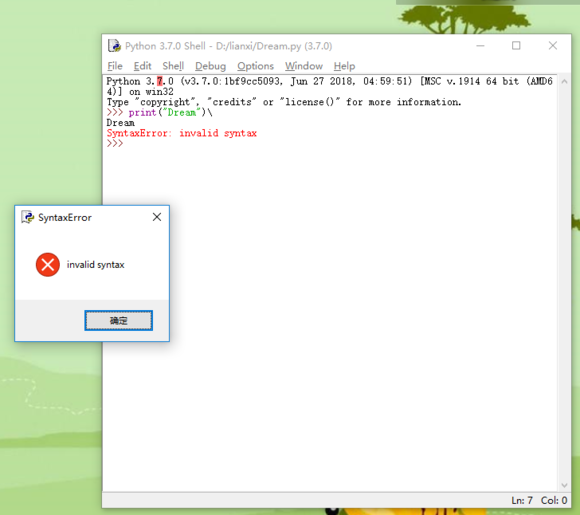 Python 3.7.0 Shell - D:/lianxi/Dream.py (3.7.0)
File Edit Shell Debug Options Window Help
Python 3.7.0 (v3.7.0:1bf9cc5093, Jun 27 2018, 04:59:51) [MSC v.1914 64 bit (AMD6
4)] on win32
Type "copyright", "credits" or "license()" for more information.
>>> print("Dream")\
Dream
SyntaxError: invalid syntax
>>>
SyntaxError
invalid syntax
确定
Ln: 7 Col: 0